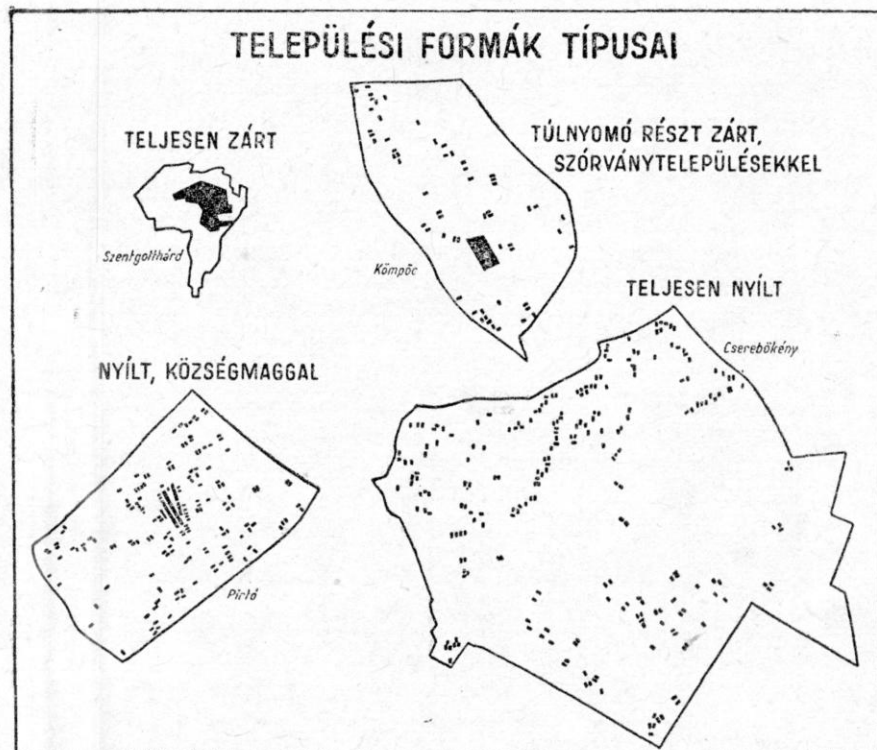 TELEPÜLÉSI FORMÁK TÍPUSAI
TELJESEN ZÁRT
Szentgotthárd
TÚLNYOMÓ RÉSZT ZÁRT,
SZÓRVÁNYTELEPÜLÉSEKKEL
Kömpöc
TELJESEN NYÍLT
Cserebökény
NYÍLT, KÖZSÉGMAGGAL
Pirtó